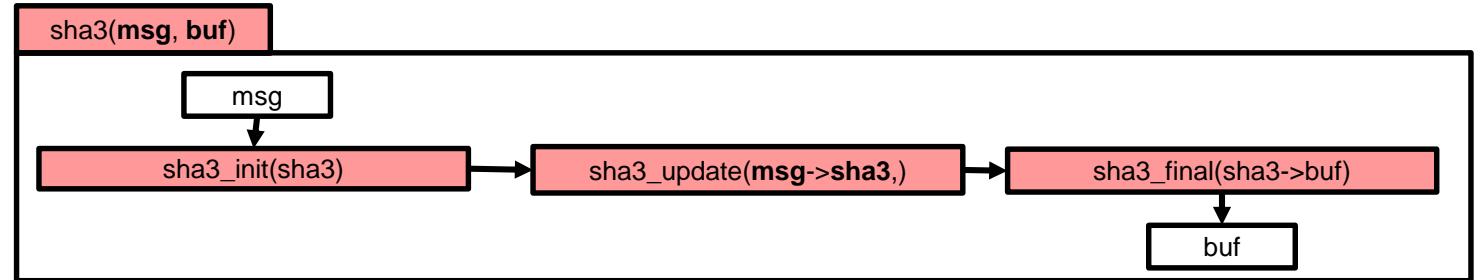 sha3(msg, buf)
msg
sha3_init(sha3)
sha3_update(msg->sha3,)
sha3_final(sha3->buf)
buf